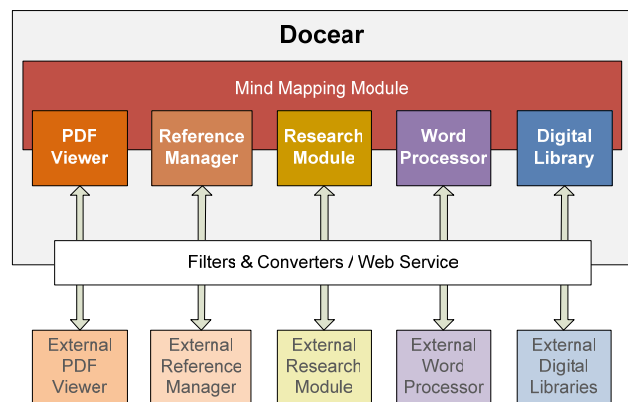 Docear
Mind Mapping Module
PDF
Viewer
Reference
Manager
Research
Module
Word
Processor
Digital
Library
Filters & Converters / Web Service
External
PDF
Viewer
External
Reference
Manager
External
Research
Module
External
Word
Processor
External
Digital
Libraries